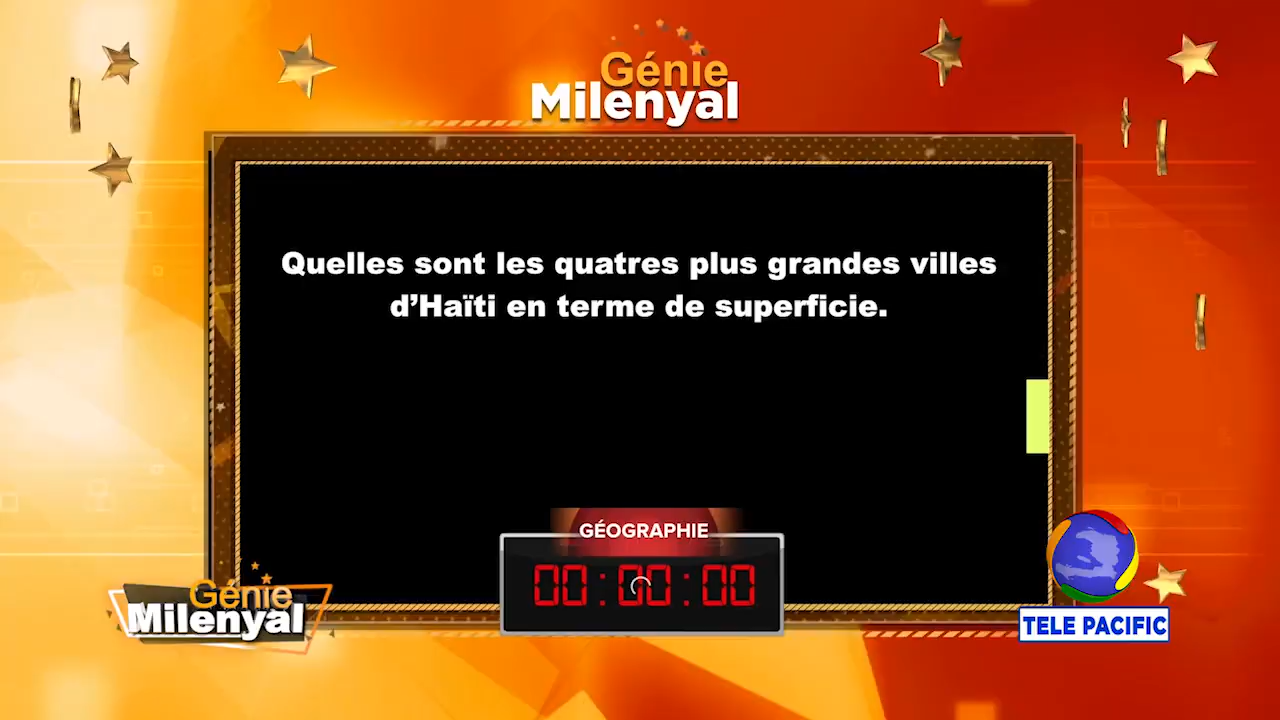 Génie
Milenyal
Quelles sont les quatres plus grandes villes
d’Haïti en terme de superficie.
GÉOGRAPHIE
00:00:00
Génie
Milenyal
TELE PACIFIC